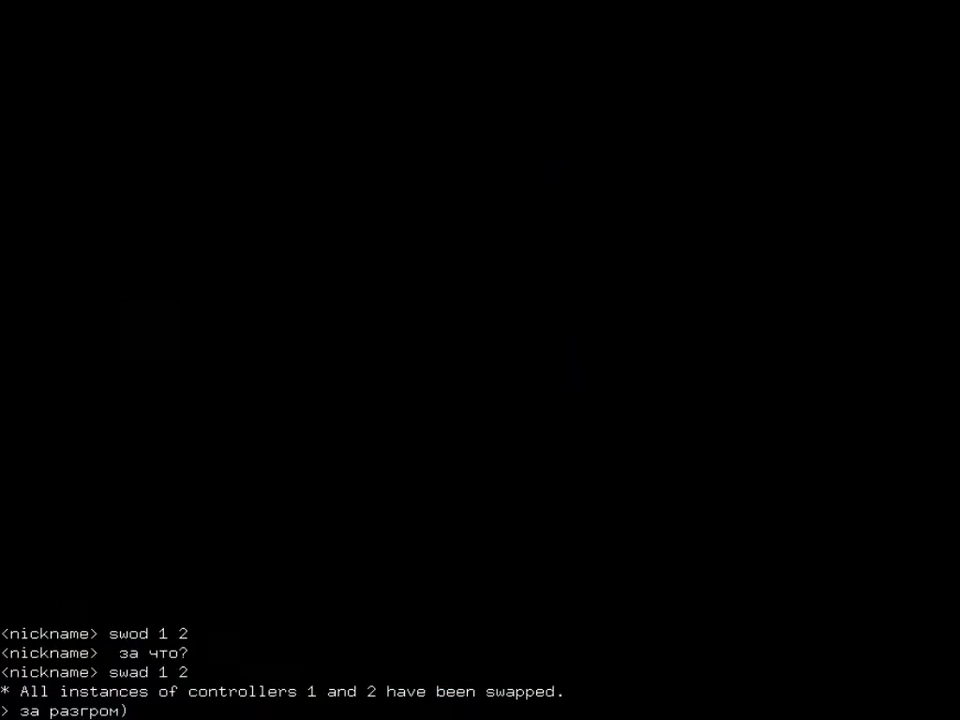 <nickname> swod 1 2
<nickname>  за что?
<nickname> swad 1 2
* All instances of controllers 1 and 2 have been swapped.
> за разгром)